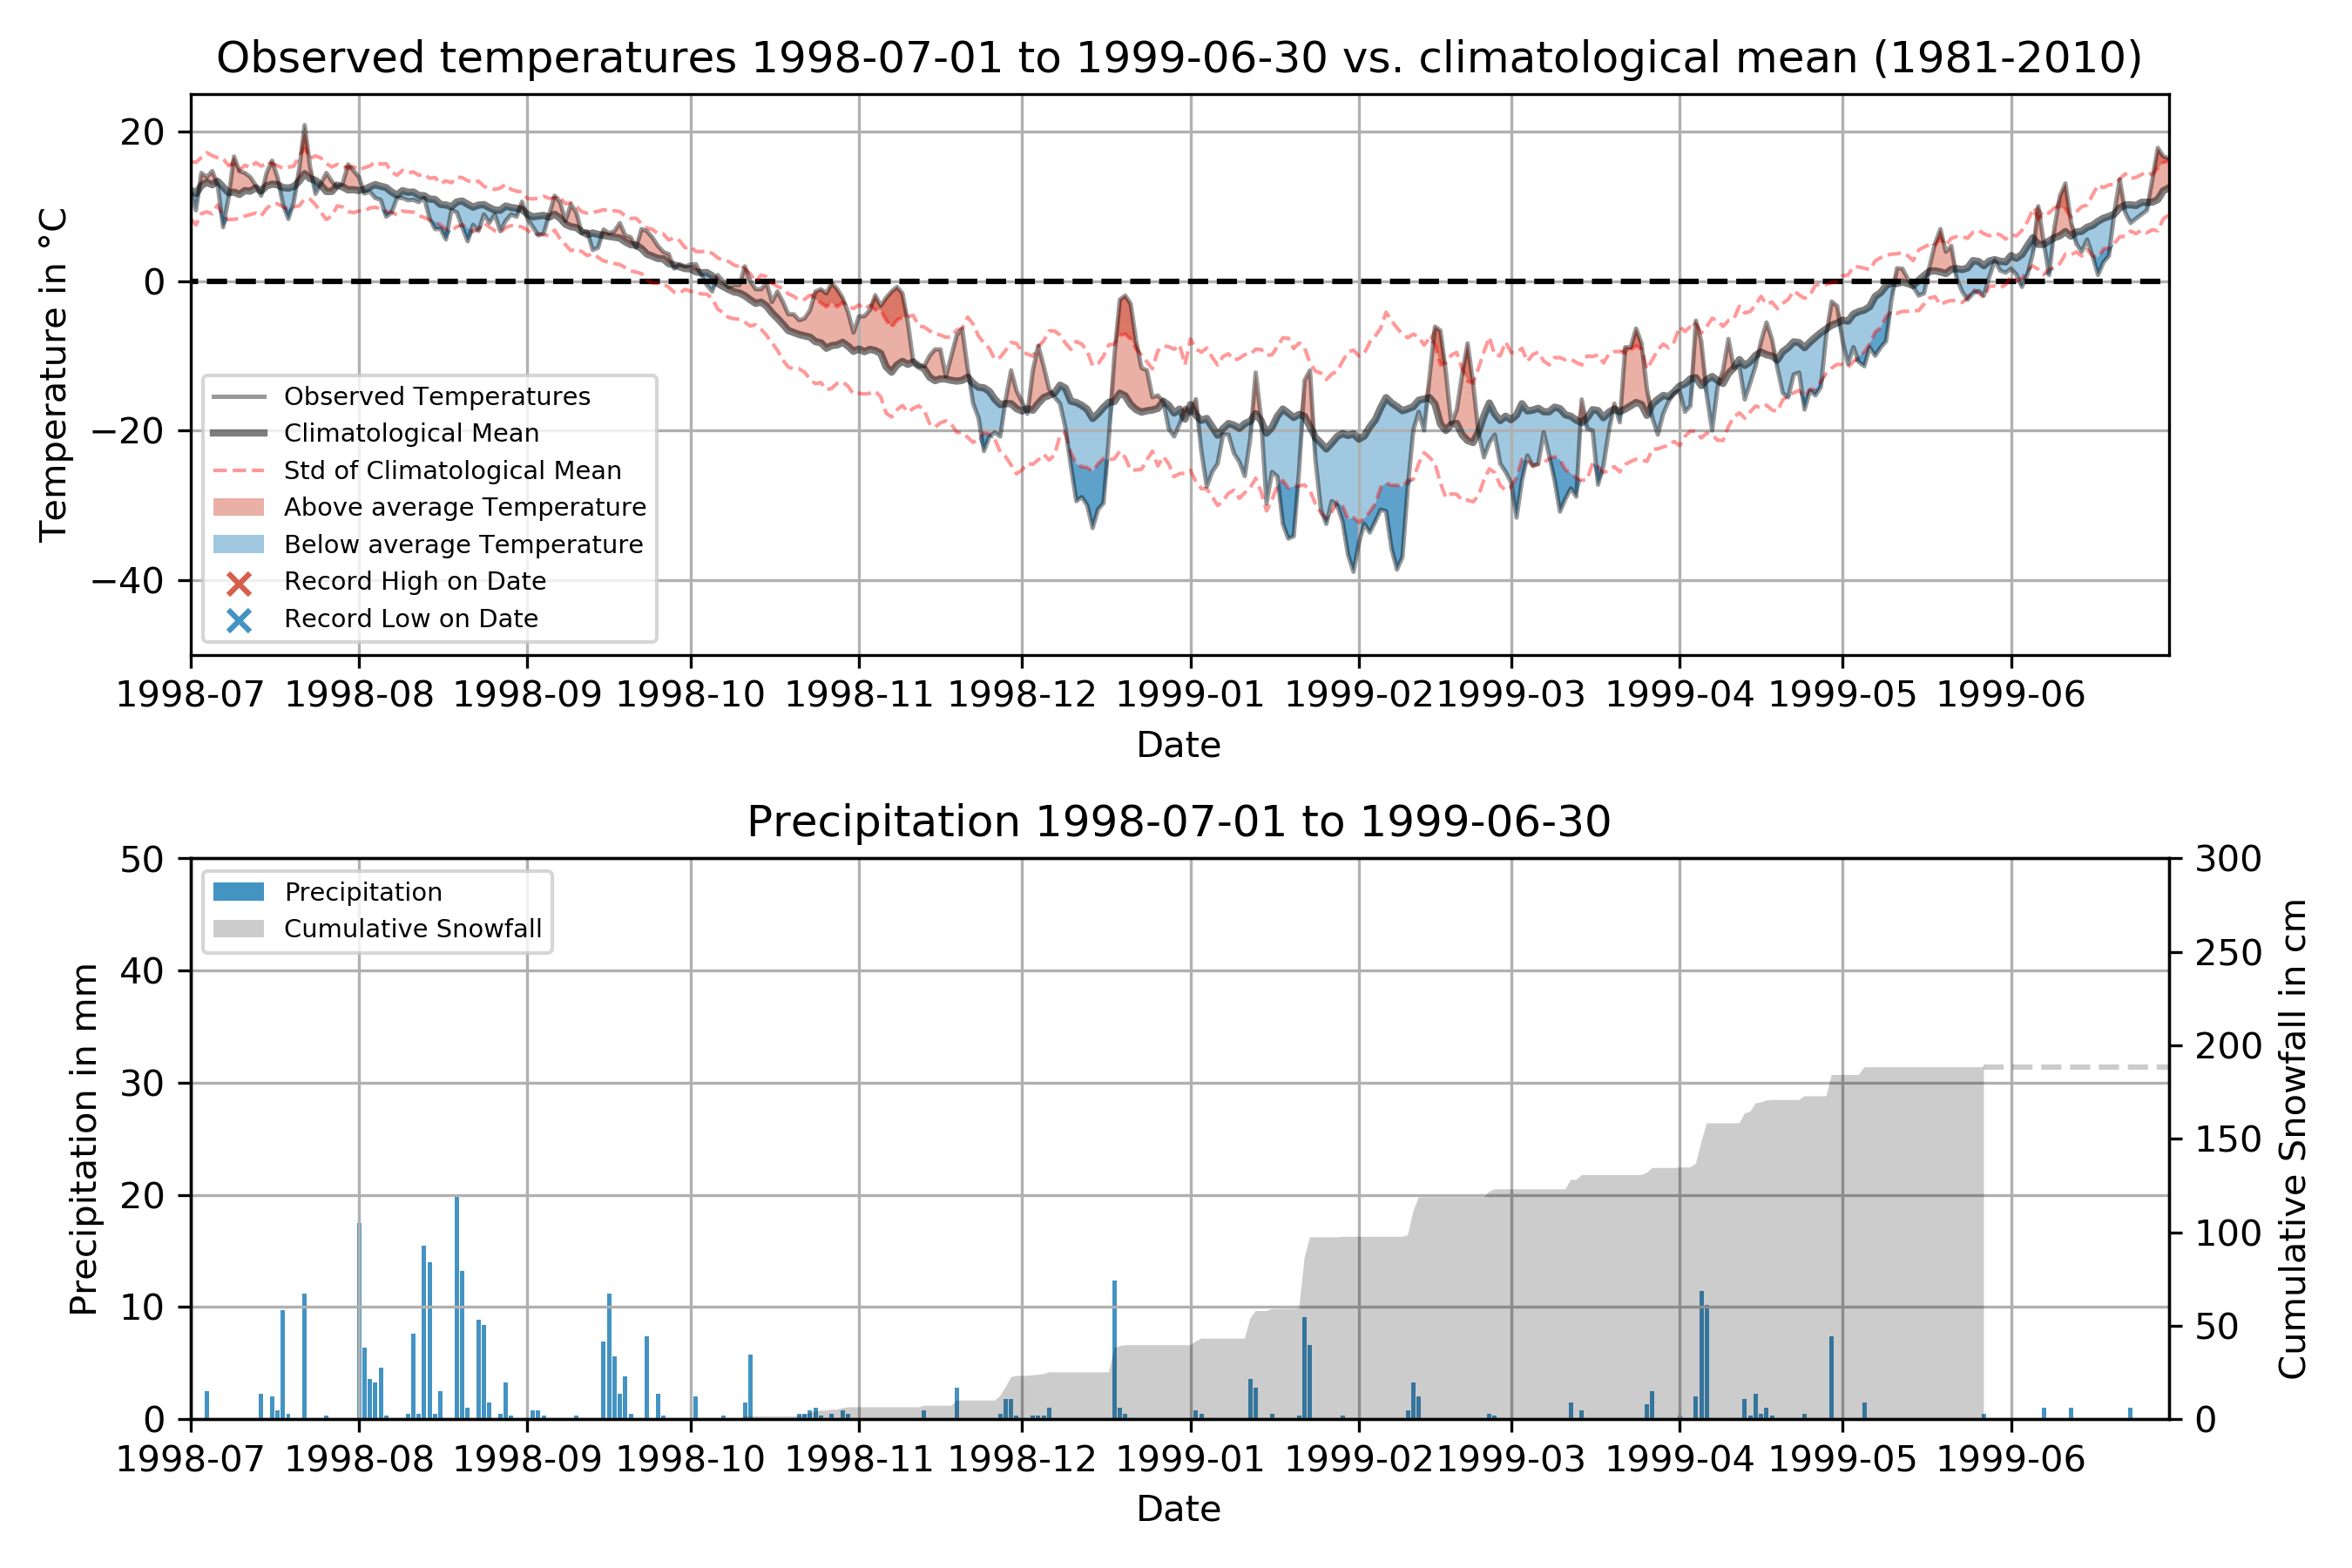 Observed temperatures 1998-07-01 to 1999-06-30 vs. climatological mean (1981-2010)
Temperature in °C
20
0
−20
−40
Observed Temperatures
Climatological Mean
Std of Climatological Mean
Above average Temperature
Below average Temperature
Record High on Date
Record Low on Date
1998-07 1998-08 1998-09 1998-10 1998-11 1998-12 1999-01 1999-02 1999-03 1999-04 1999-05 1999-06
Date
Precipitation 1998-07-01 to 1999-06-30
Precipitation in mm
50
40
30
20
10
0
Precipitation
Cumulative Snowfall
300
250
200
150
100
50
0
Cumulative Snowfall in cm
1998-07 1998-08 1998-09 1998-10 1998-11 1998-12 1999-01 1999-02 1999-03 1999-04 1999-05 1999-06
Date